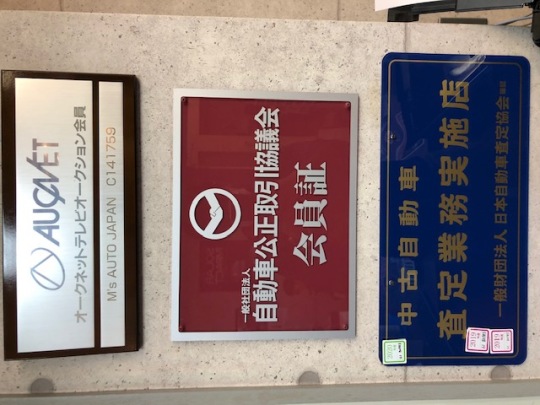 AUCNET
オークネットテレビオークション会員
M's AUTO JAPAN C141759
一般社団法人
自動車公正取引協議会
会員証
中古自動車
査定業務実施店
一般財団法人 日本自動車査定協会
2020
2019
2019